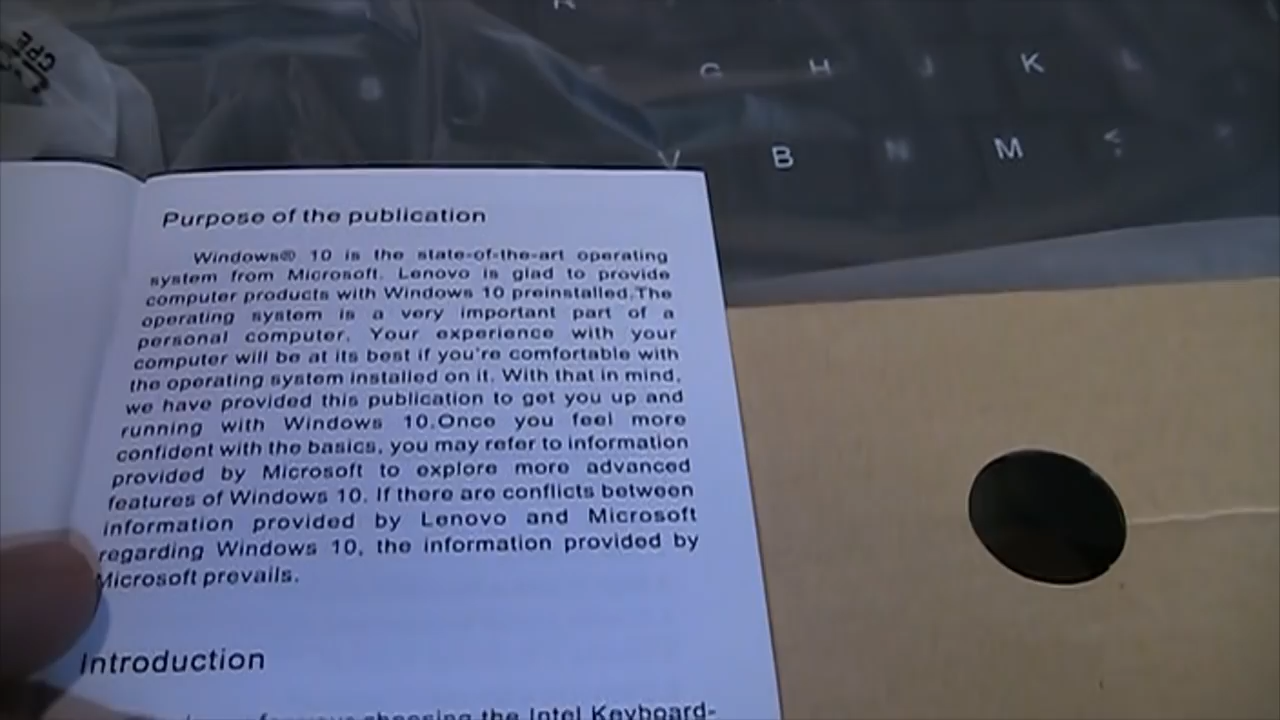 R
CPE
G H J K L
V B N M <
Purpose of the publication
Windows® 10 is the state-of-the-art operating
system from Microsoft. Lenovo is glad to provide
computer products with Windows 10 preinstalled.The
operating system is a very important part of a
personal computer. Your experience with your
computer will be at its best if you're comfortable with
the operating system installed on it. With that in mind,
we have provided this publication to get you up and
running with Windows 10.Once you feel more
confident with the basics, you may refer to information
provided by Microsoft to explore more advanced
features of Windows 10. If there are conflicts between
information provided by Lenovo and Microsoft
regarding Windows 10, the information provided by
Microsoft prevails.
Introduction
choosing the Intel Keyboard-